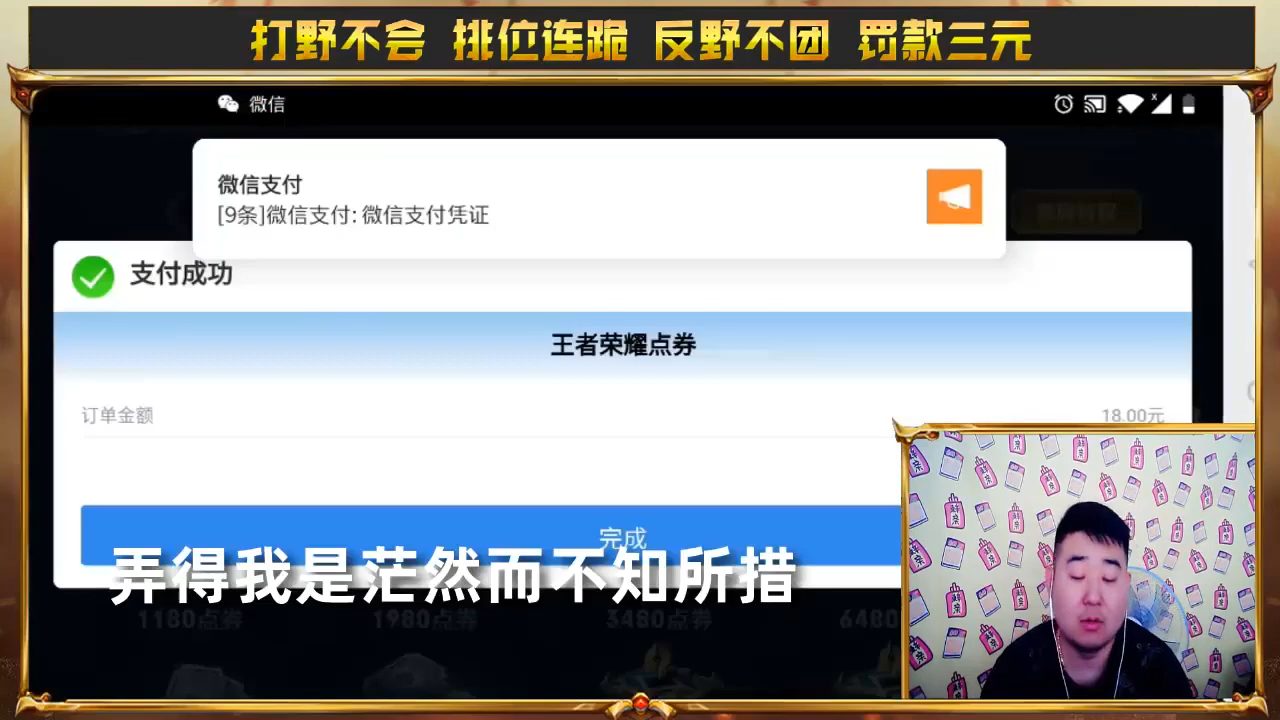 打野不会 排位连跪 反野不团 罚款三元
微信
微信支付
[9条]微信支付: 微信支付凭证
支付成功
王者荣耀点券
订单金额
18.00元
完成
弄得我是茫然而不知所措
1180点券
1980点券
3480点券
6480